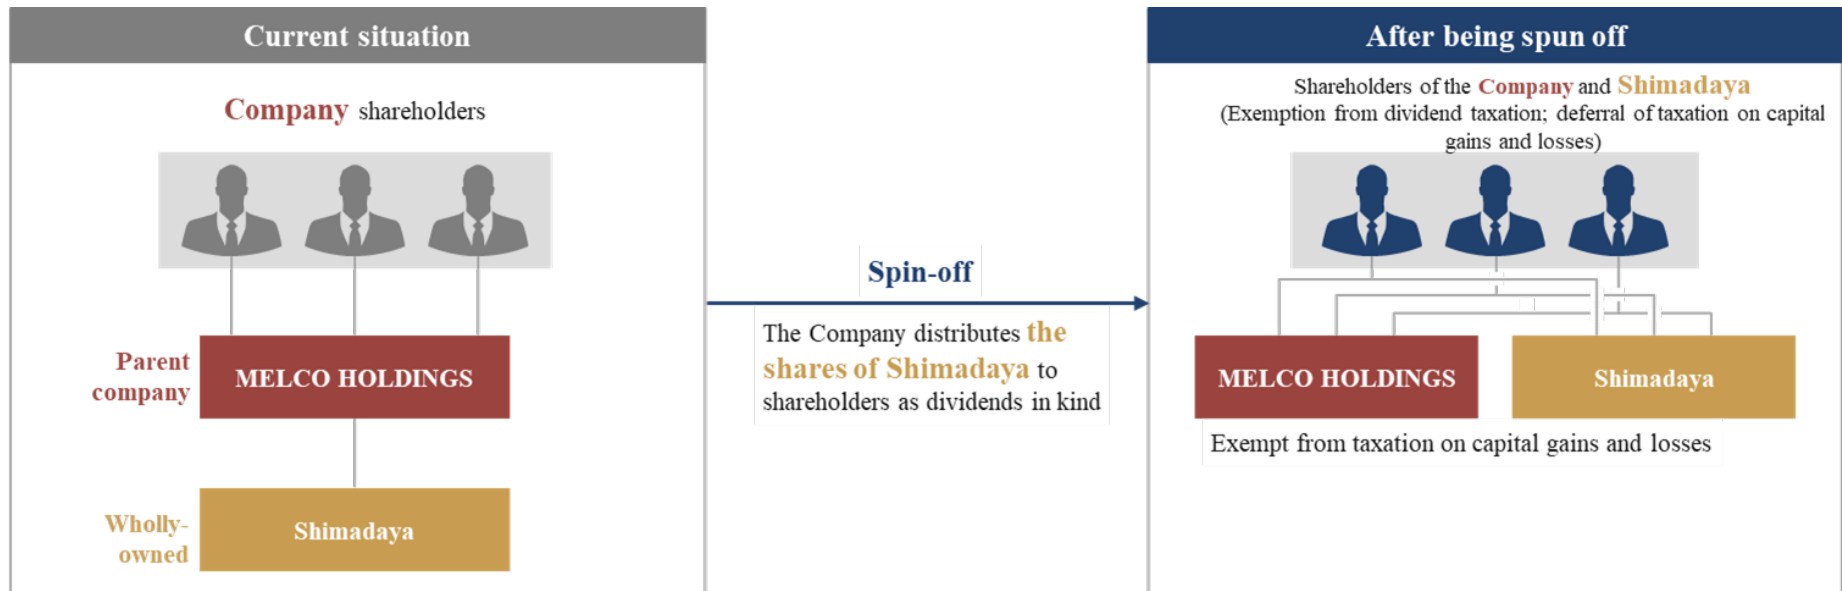 Current situation
Company shareholders
Parent
company
MELCO HOLDINGS
Wholly-
owned
Shimadaya
Spin-off
The Company distributes the
shares of Shimadaya to
shareholders as dividends in kind
After being spun off
Shareholders of the Company and Shimadaya
(Exemption from dividend taxation; deferral of taxation on capital
gains and losses)
MELCO HOLDINGS
Shimadaya
Exempt from taxation on capital gains and losses